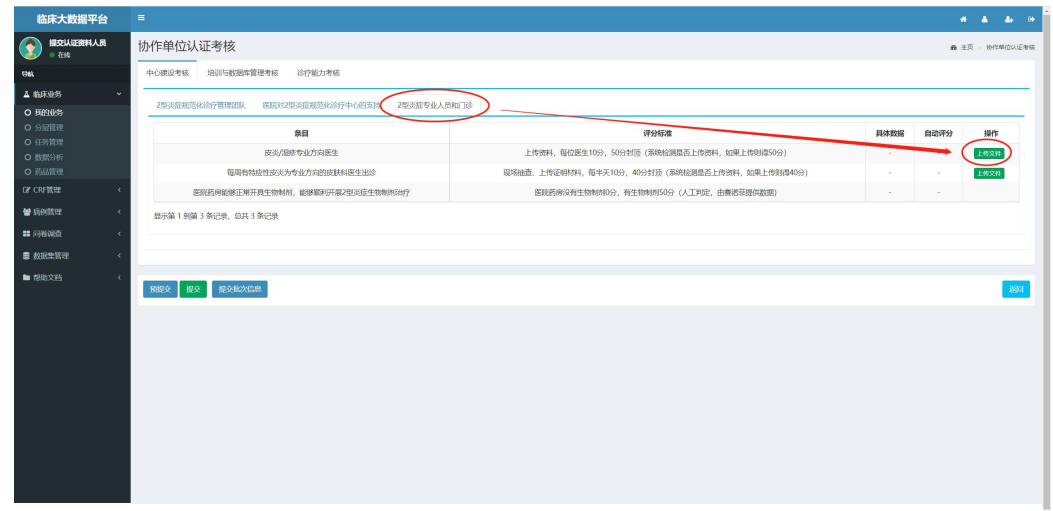 临床大数据平台
提交认证资料人员
在线
导航
临床业务
我的业务
分层管理
任务管理
数据分析
药品管理
CRF管理
病例管理
问卷调查
数据集管理
帮助文档
协作单位认证考核
主页 > 协作单位认证考核
中心建设考核 培训与数据库管理考核 诊疗能力考核
2型炎症规范化诊疗管理团队 医院对2型炎症规范化诊疗中心的支持 2型炎症专业人员和门诊
条目 评分标准 具体数据 自动评分 操作
皮炎/湿疹专业方向医生 上传资料，每位医生10分，50分封顶（系统检测是否上传资料，如果上传则得50分） - - 上传文件
每周有特应性皮炎为专业方向的皮肤科医生出诊 现场抽查、上传证明材料，每半天10分，40分封顶（系统检测是否上传资料，如果上传则得40分） - - 上传文件
医院药房能够正常开具生物制剂，能够顺利开展2型炎症生物制剂治疗 医院药房没有生物制剂0分，有生物制剂50分（人工判定，由赛诺菲提供数据） - -
显示第 1 到第 3 条记录，总共 3 条记录
预提交 提交 提交批次信息 返回